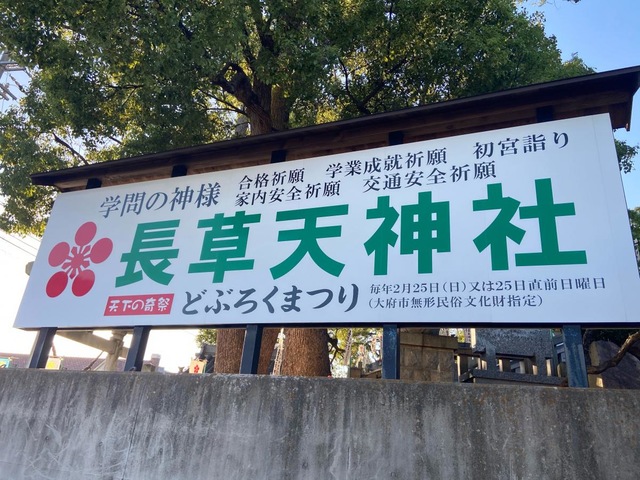 学問の神様
合格祈願 学業成就祈願 初宮詣り
家内安全祈願 交通安全祈願
長草天神社
天下の奇祭
どぶろくまつり
毎年2月25日(日)又は25日直前日曜日
(大府市無形民俗文化財指定)